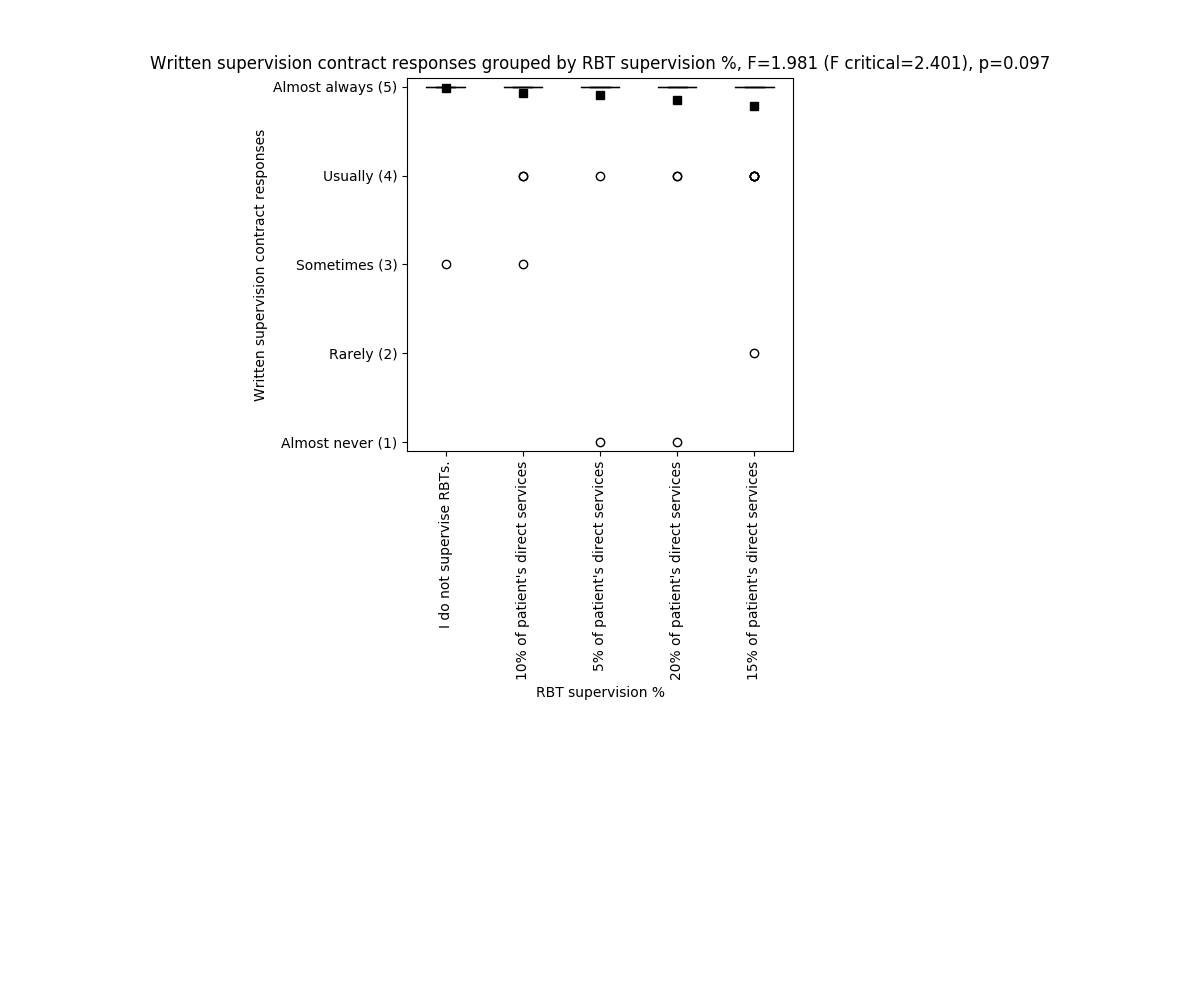 Written supervision contract responses grouped by RBT supervision %, F=1.981 (F critical=2.401), p=0.097
Written supervision contract responses
Almost always (5)
Usually (4)
Sometimes (3)
Rarely (2)
Almost never (1)
I do not supervise RBTs.
10% of patient's direct services
5% of patient's direct services
20% of patient's direct services
15% of patient's direct services
RBT supervision %